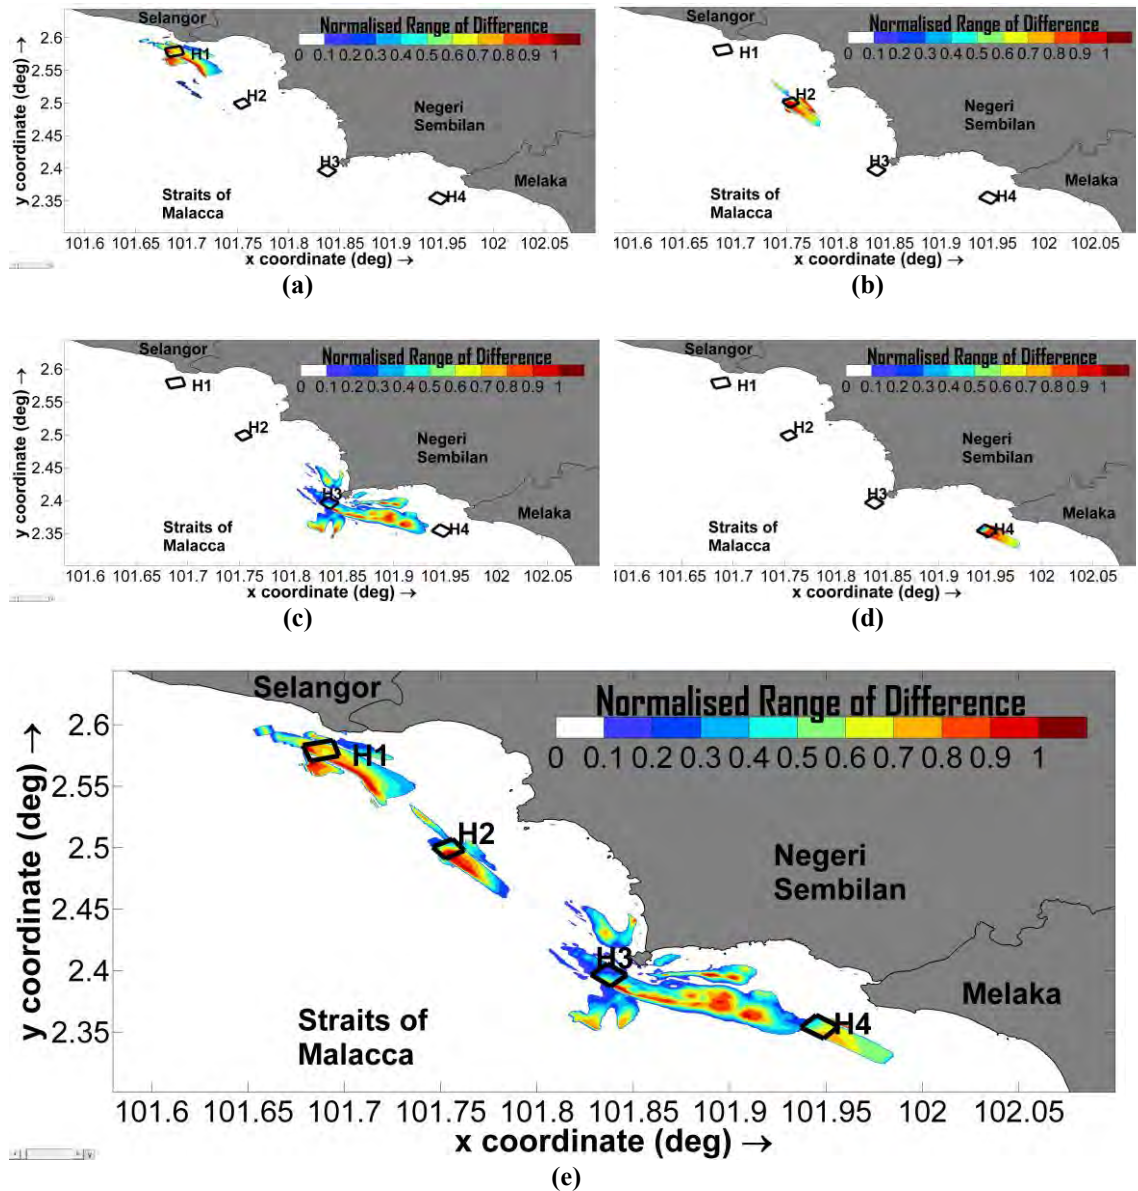 Selangor
Normalised Range of Difference
0 0.1 0.2 0.3 0.4 0.5 0.6 0.7 0.8 0.9 1
H1
H2
H3
H4
Negeri
Sembilan
Melaka
Straits of
Malacca
y coordinate (deg) →
2.6
2.55
2.5
2.45
2.4
2.35
101.6 101.65 101.7 101.75 101.8 101.85 101.9 101.95 102 102.05
x coordinate (deg) →
(a)
Selangor
Normalised Range of Difference
0 0.1 0.2 0.3 0.4 0.5 0.6 0.7 0.8 0.9 1
H1
H2
H3
H4
Negeri
Sembilan
Melaka
Straits of
Malacca
101.6 101.65 101.7 101.75 101.8 101.85 101.9 101.95 102 102.05
x coordinate (deg) →
(b)
Selangor
Normalised Range of Difference
0 0.1 0.2 0.3 0.4 0.5 0.6 0.7 0.8 0.9 1
H1
H2
H3
H4
Negeri
Sembilan
Melaka
Straits of
Malacca
y coordinate (deg) →
2.6
2.55
2.5
2.45
2.4
2.35
101.6 101.65 101.7 101.75 101.8 101.85 101.9 101.95 102 102.05
x coordinate (deg) →
(c)
Selangor
Normalised Range of Difference
0 0.1 0.2 0.3 0.4 0.5 0.6 0.7 0.8 0.9 1
H1
H2
H3
H4
Negeri
Sembilan
Melaka
Straits of
Malacca
101.6 101.65 101.7 101.75 101.8 101.85 101.9 101.95 102 102.05
x coordinate (deg) →
(d)
Selangor
Normalised Range of Difference
0 0.1 0.2 0.3 0.4 0.5 0.6 0.7 0.8 0.9 1
H1
H2
H3
H4
Negeri
Sembilan
Melaka
Straits of
Malacca
y coordinate (deg) →
2.6
2.55
2.5
2.45
2.4
2.35
101.6 101.65 101.7 101.75 101.8 101.85 101.9 101.95 102 102.05
x coordinate (deg) →
(e)